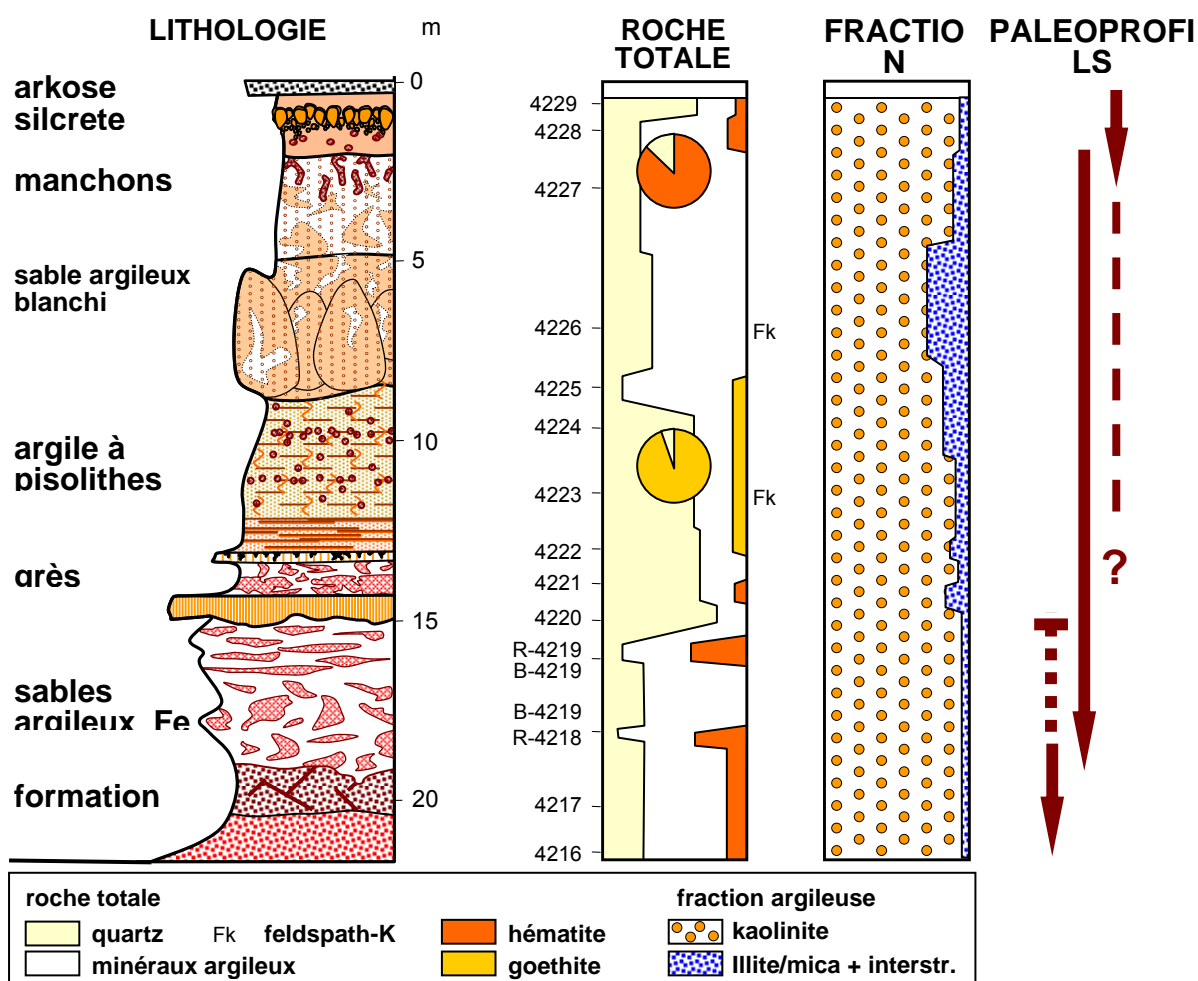 LITHOLOGIE
m
ROCHE
TOTALE
FRACTIO
N
PALEOPROFI
LS
arkose
silcrete
manchons
sable argileux
blanchi
argile à
pisolithes
grès
sables
argileux Fe
formation
0
5
10
15
20
4229
4228
4227
4226
4225
4224
4223
4222
4221
4220
R-4219
B-4219
B-4219
R-4218
4217
4216
Fk
Fk
?
roche totale
quartz
Fk feldspath-K
minéraux argileux
hématite
goethite
fraction argileuse
kaolinite
Illite/mica + interstr.